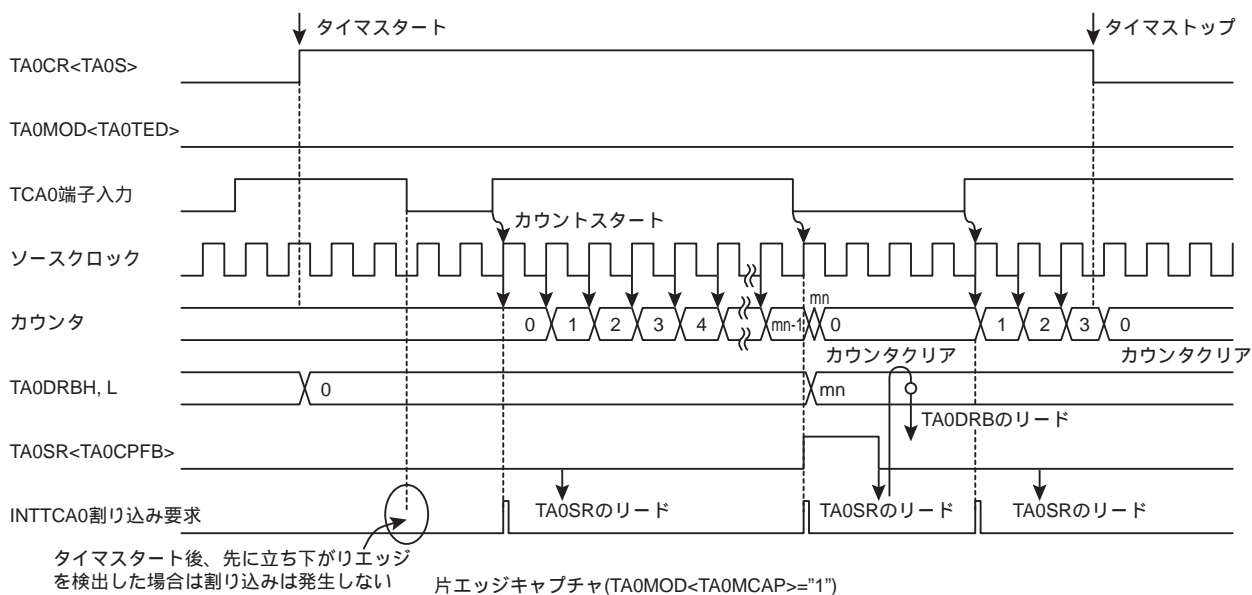 タイマスタート
タイマストップ
TA0CR<TA0S>
TA0MOD<TA0TED>
TCA0端子入力
カウントスタート
ソースクロック
カウンタ
0 1 2 3 4 mn-1 mn 0 1 2 3 0
カウンタクリア
カウンタクリア
TA0DRBH, L
0 mn
TA0DRBのリード
TA0SR<TA0CPFB>
TA0SRのリード
TA0SRのリード
TA0SRのリード
INTTCA0割り込み要求
タイマスタート後、先に立ち下がりエッジ
を検出した場合は割り込みは発生しない
片エッジキャプチャ(TA0MOD<TA0MCAP>="1")